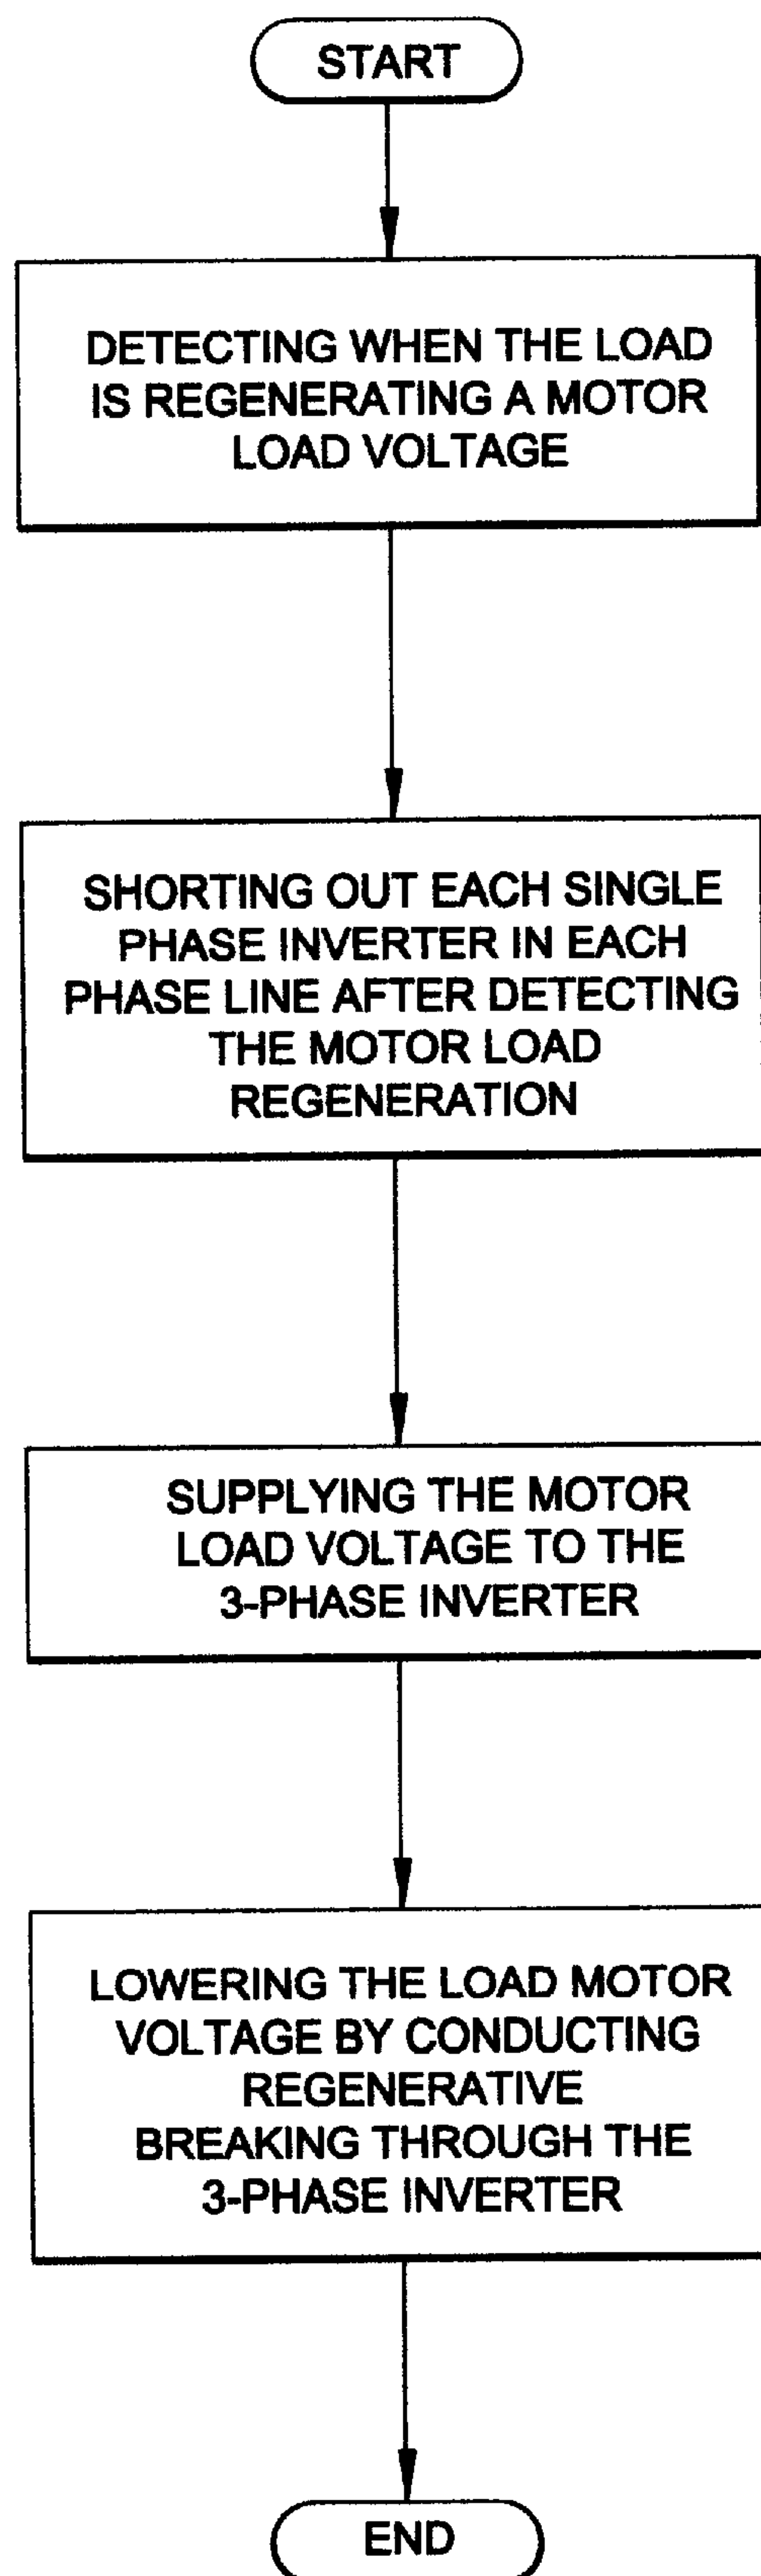 START
DETECTING WHEN THE LOAD
IS REGENERATING A MOTOR
LOAD VOLTAGE
SHORTING OUT EACH SINGLE
PHASE INVERTER IN EACH
PHASE LINE AFTER DETECTING
THE MOTOR LOAD
REGENERATION
SUPPLYING THE MOTOR
LOAD VOLTAGE TO THE
3-PHASE INVERTER
LOWERING THE LOAD MOTOR
VOLTAGE BY CONDUCTING
REGENERATIVE
BREAKING THROUGH THE
3-PHASE INVERTER
END